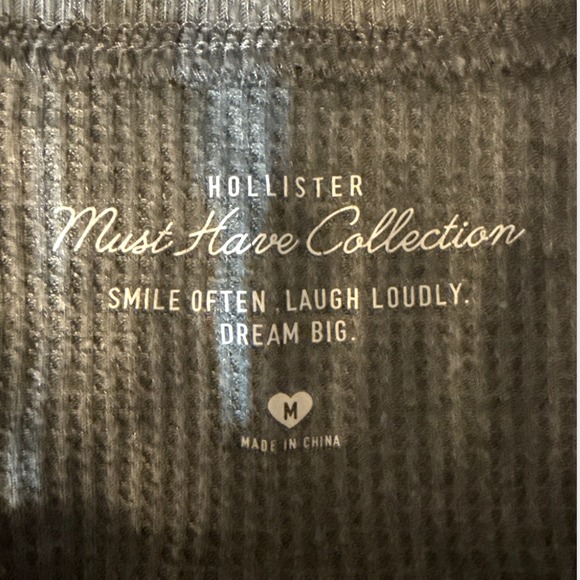 HOLLISTER
Must Have Collection
SMILE OFTEN. LAUGH LOUDLY.
DREAM BIG.
M
MADE IN CHINA